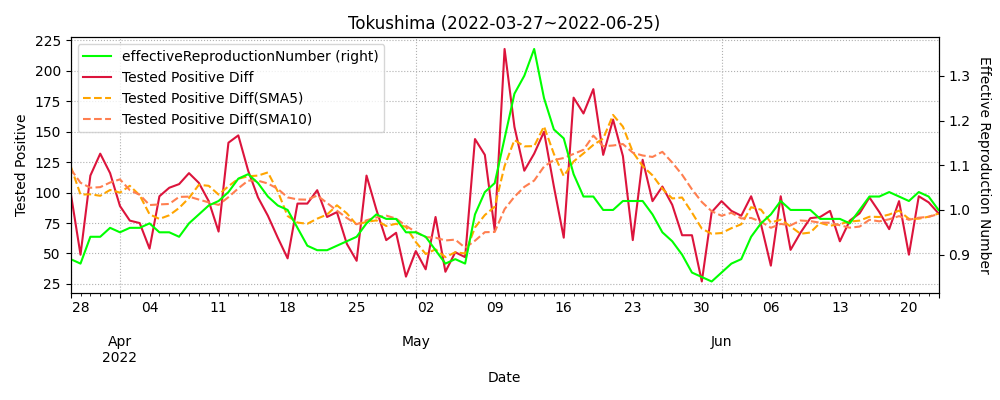 Tokushima (2022-03-27~2022-06-25)
effectiveReproductionNumber (right)
Tested Positive Diff
Tested Positive Diff(SMA5)
Tested Positive Diff(SMA10)
Tested Positive
225
200
175
150
125
100
75
50
25
Effective Reproduction Number
1.3
1.2
1.1
1.0
0.9
28 04 11 18 25 02 09 16 23 30 06 13 20
Apr May Jun
2022
Date